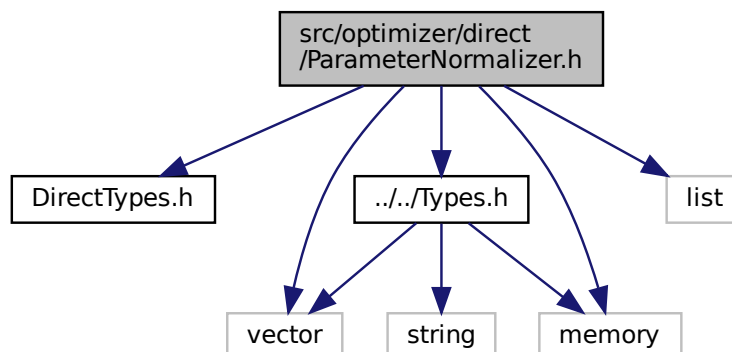 src/optimizer/direct
/ParameterNormalizer.h
DirectTypes.h
../../Types.h
list
vector
string
memory